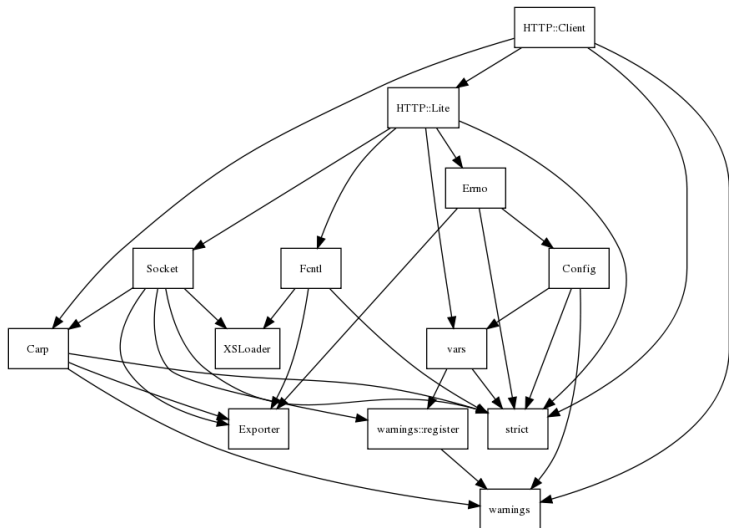 HTTP::Client
HTTP::Lite
Errno
Socket
Fcntl
Config
Carp
XSLoader
vars
Exporter
warnings::register
strict
warnings